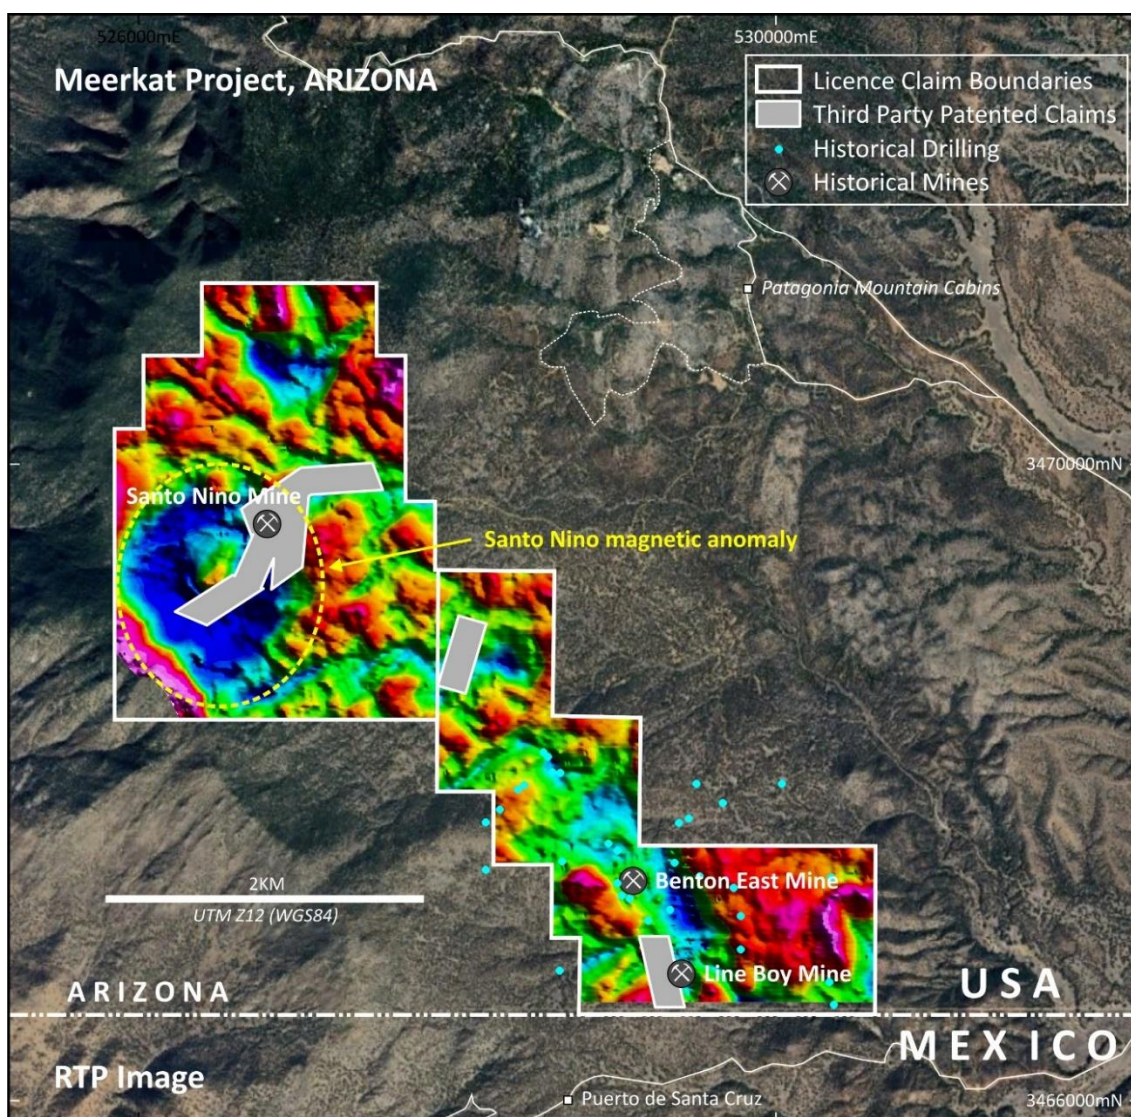 526000mE
530000mE
Meerkat Project, ARIZONA
Licence Claim Boundaries
Third Party Patented Claims
Historical Drilling
Historical Mines
Patagonia Mountain Cabins
3470000mN
Santo Nino Mine
Santo Nino magnetic anomaly
2KM
UTM Z12 (WGS84)
Benton East Mine
Line Boy Mine
ARIZONA
USA
MEXICO
RTP Image
Puerto de Santa Cruz
3466000mN